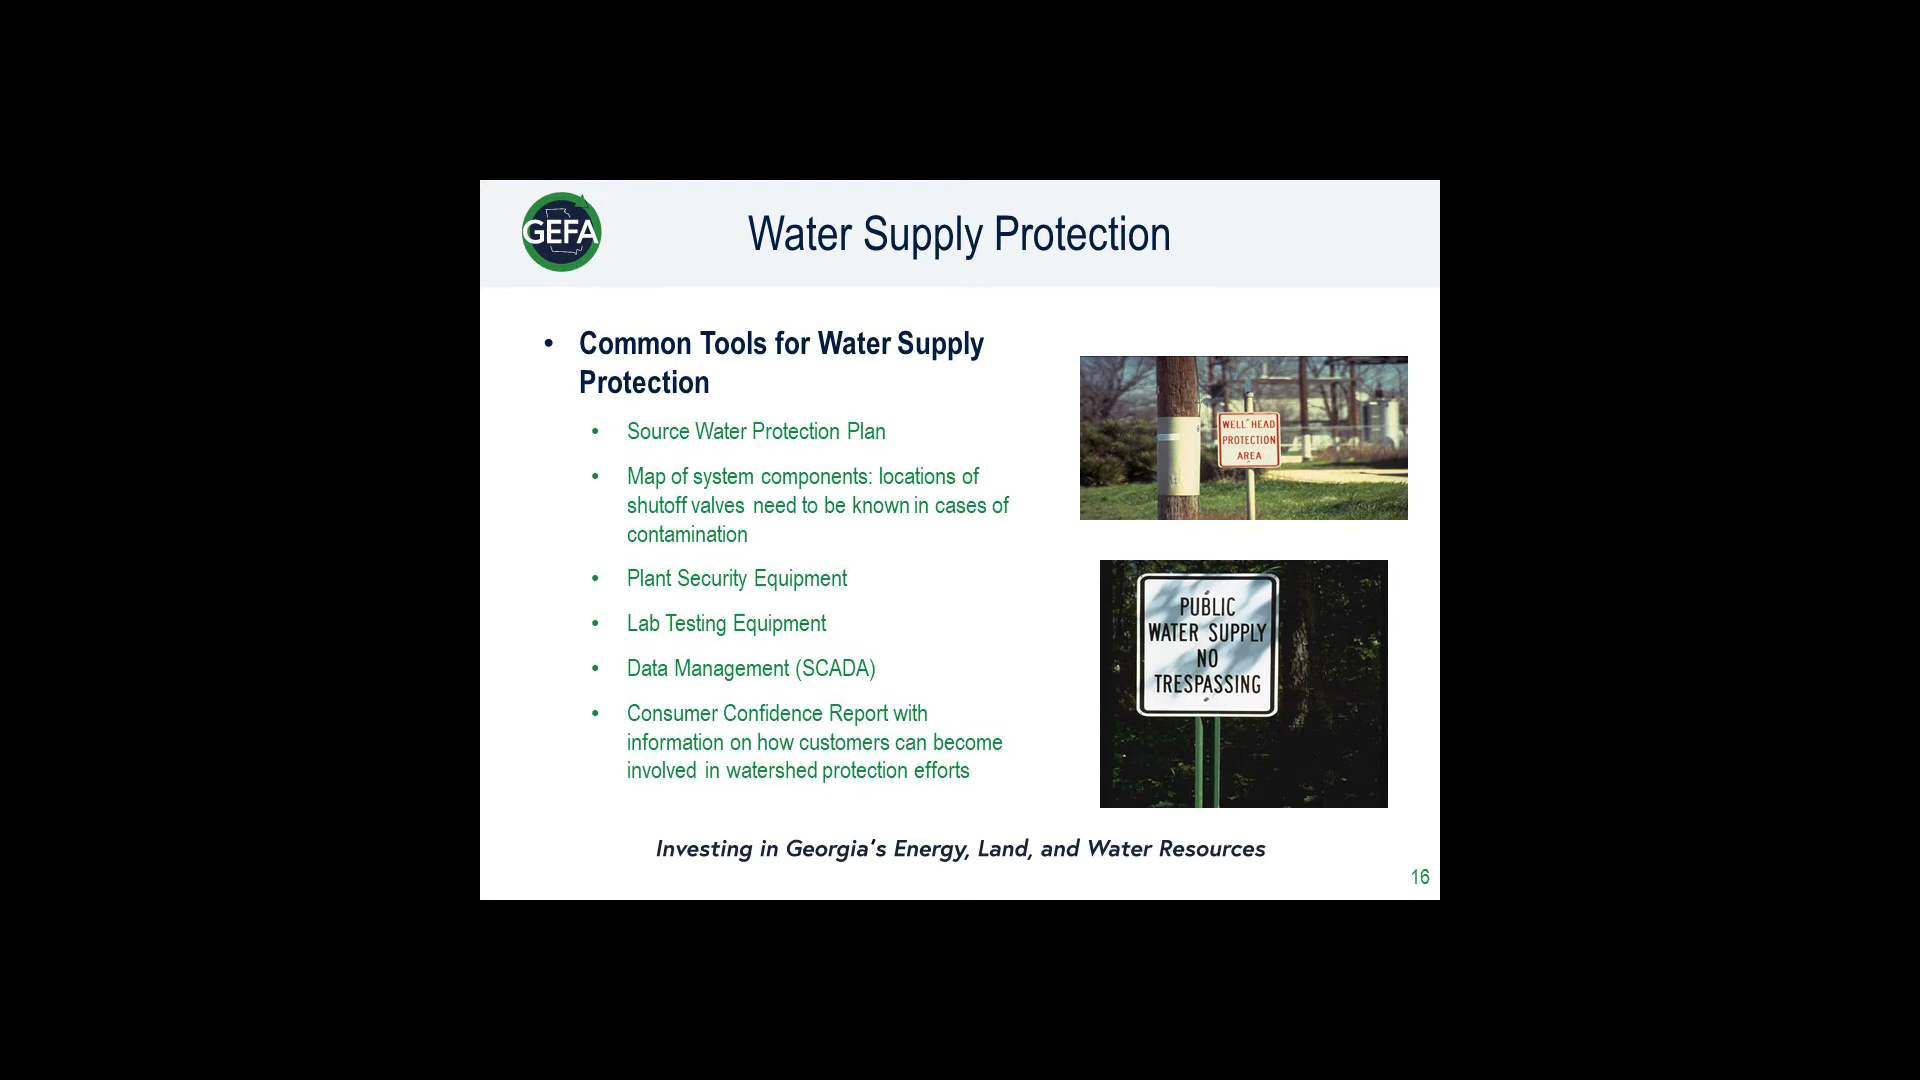 GEFA
Water Supply Protection
• Common Tools for Water Supply
Protection
• Source Water Protection Plan
• Map of system components: locations of
shutoff valves need to be known in cases of
contamination
• Plant Security Equipment
• Lab Testing Equipment
• Data Management (SCADA)
• Consumer Confidence Report with
information on how customers can become
involved in watershed protection efforts
WELL HEAD
PROTECTION
AREA
PUBLIC
WATER SUPPLY
NO
TRESPASSING
Investing in Georgia's Energy, Land, and Water Resources
16